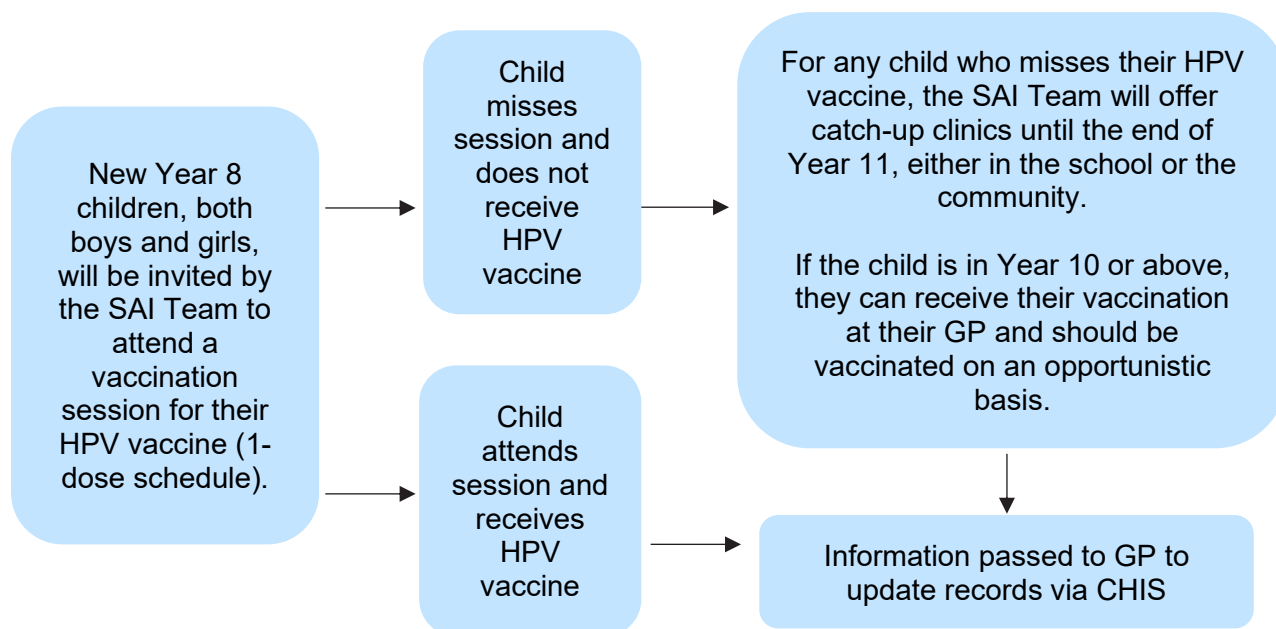 New Year 8
children, both
boys and girls,
will be invited by
the SAI Team to
attend a
vaccination
session for their
HPV vaccine (1-
dose schedule).
Child
misses
session and
does not
receive
HPV
vaccine
For any child who misses their HPV
vaccine, the SAI Team will offer
catch-up clinics until the end of
Year 11, either in the school or the
community.
If the child is in Year 10 or above,
they can receive their vaccination
at their GP and should be
vaccinated on an opportunistic
basis.
Child
attends
session and
receives
HPV
vaccine
Information passed to GP to
update records via CHIS